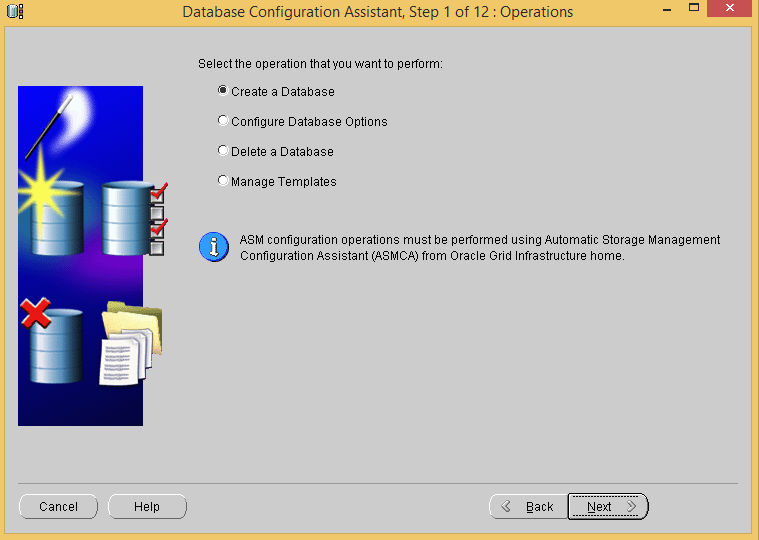 Database Configuration Assistant, Step 1 of 12 : Operations
Select the operation that you want to perform:
Create a Database
Configure Database Options
Delete a Database
Manage Templates
ASM configuration operations must be performed using Automatic Storage Management
Configuration Assistant (ASMCA) from Oracle Grid Infrastructure home.
Cancel
Help
Back
Next